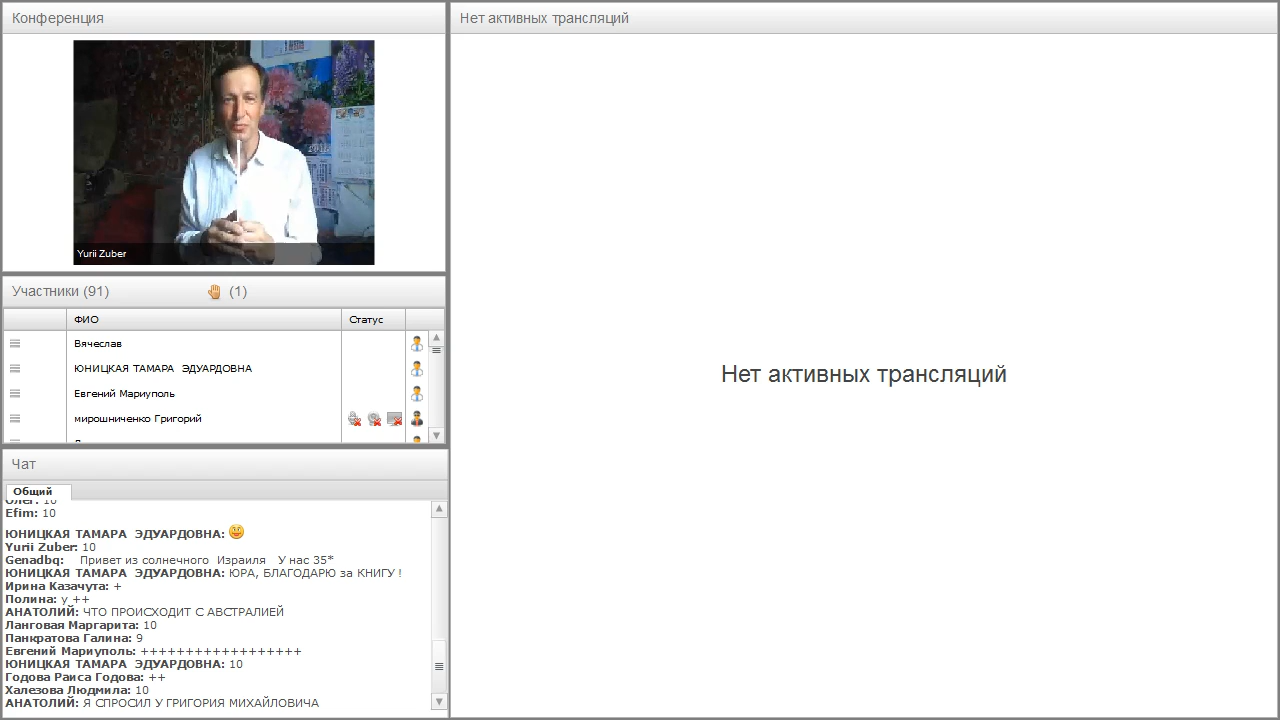 Конференция
Нет активных трансляций
Yurii Zuber
Участники (91) (1)
ФИО Статус
Вячеслав
ЮНИЦКАЯ ТАМАРА ЭДУАРДОВНА
Евгений Мариуполь
мирошниченко Григорий
Нет активных трансляций
Чат
Общий
Олег: 10
Efim: 10
ЮНИЦКАЯ ТАМАРА ЭДУАРДОВНА:
Yurii Zuber: 10
Genadbq: Привет из солнечного Израиля У нас 35*
ЮНИЦКАЯ ТАМАРА ЭДУАРДОВНА: ЮРА, БЛАГОДАРЮ за КНИГУ !
Ирина Казачута: +
Полина: у ++
АНАТОЛИЙ: ЧТО ПРОИСХОДИТ С АВСТРАЛИЕЙ
Ланговая Маргарита: 10
Панкратова Галина: 9
Евгений Мариуполь: ++++++++++++++++++
ЮНИЦКАЯ ТАМАРА ЭДУАРДОВНА: 10
Годова Раиса Годова: ++
Халезова Людмила: 10
АНАТОЛИЙ: Я СПРОСИЛ У ГРИГОРИЯ МИХАЙЛОВИЧА